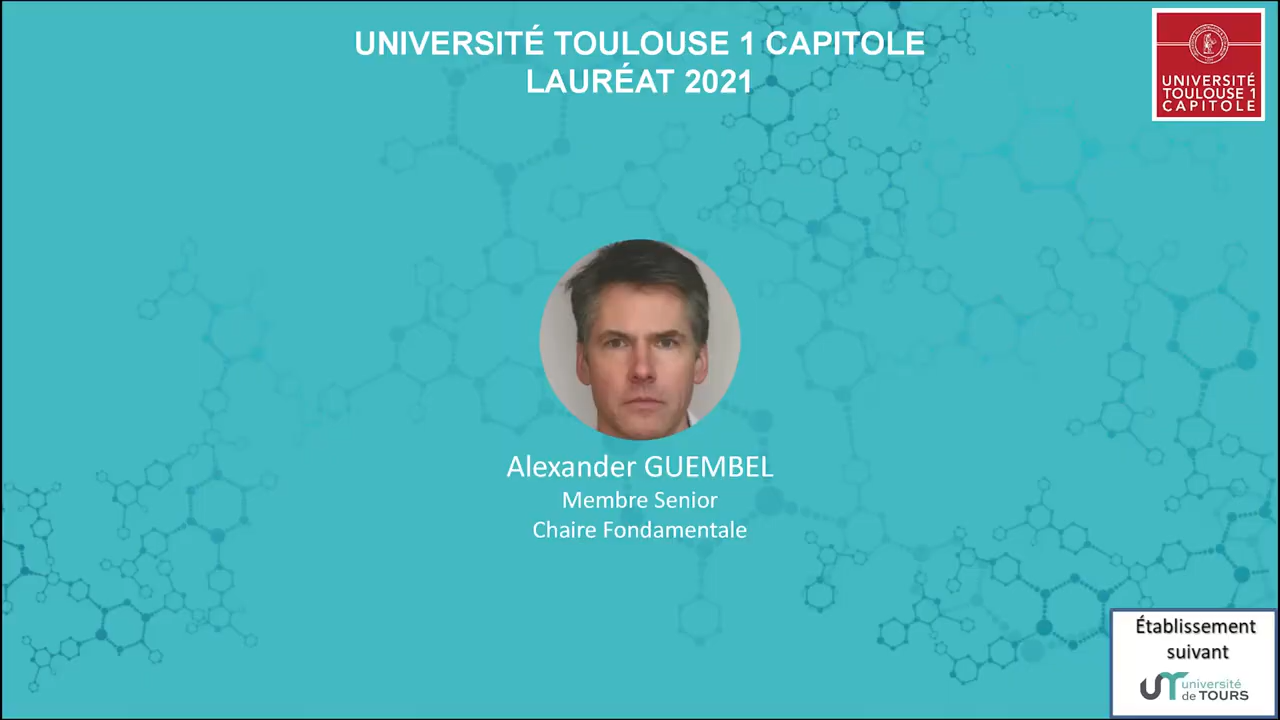 UNIVERSITÉ TOULOUSE 1 CAPITOLE
LAURÉAT 2021
UNIVERSITÉ
TOULOUSE 1
CAPITOLE
Alexander GUEMBEL
Membre Senior
Chaire Fondamentale
Établissement
suivant
université
de TOURS